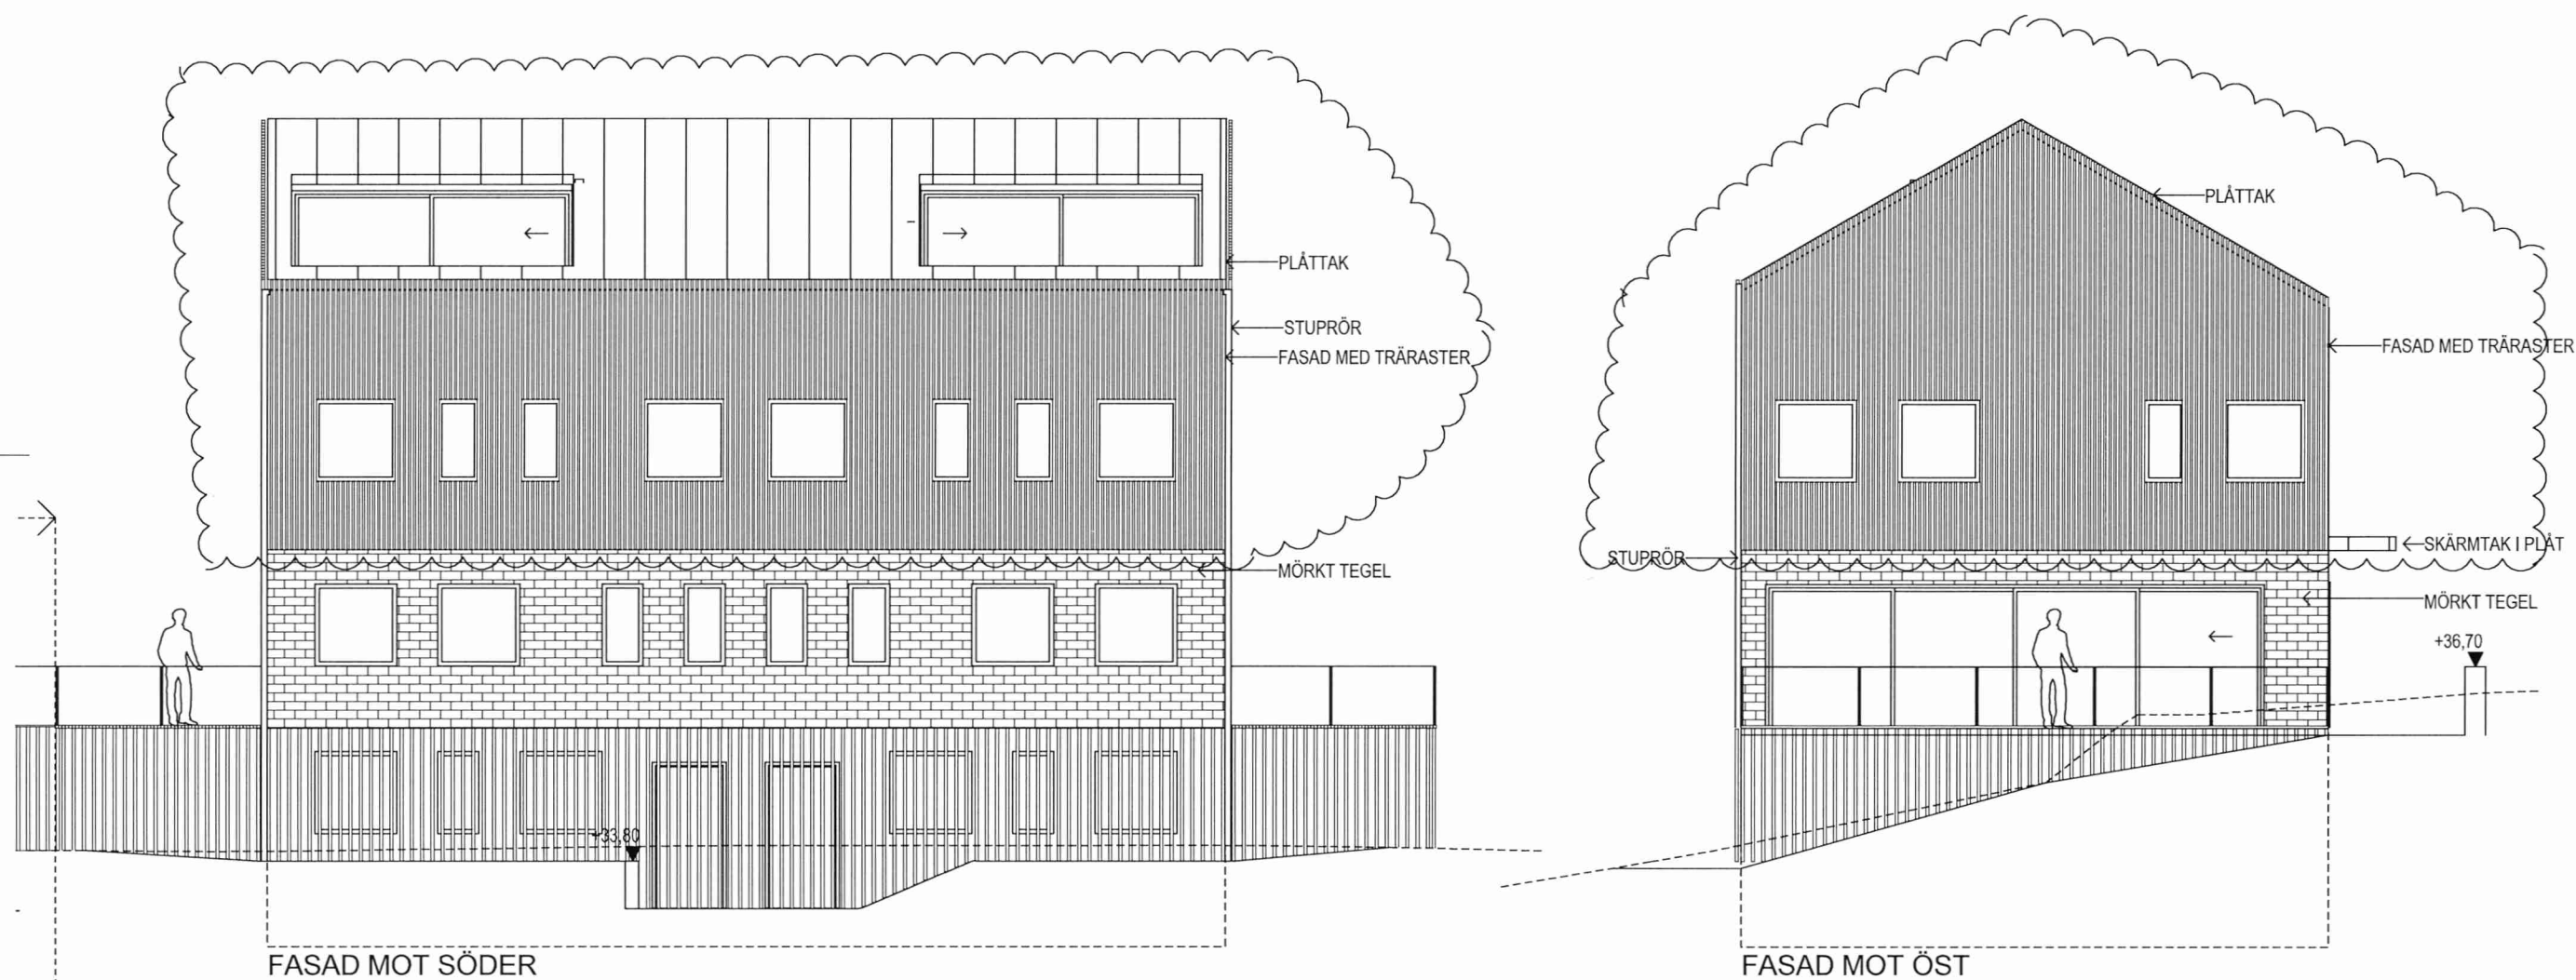 PLÅTTAK
STUPRÖR
FASAD MED TRÄRASTER
MÖRKT TEGEL
+33,80
FASAD MOT SÖDER
PLÅTTAK
FASAD MED TRÄRASTER
STUPRÖR
SKÄRMTAK I PLÅT
MÖRKT TEGEL
+36,70
FASAD MOT ÖST